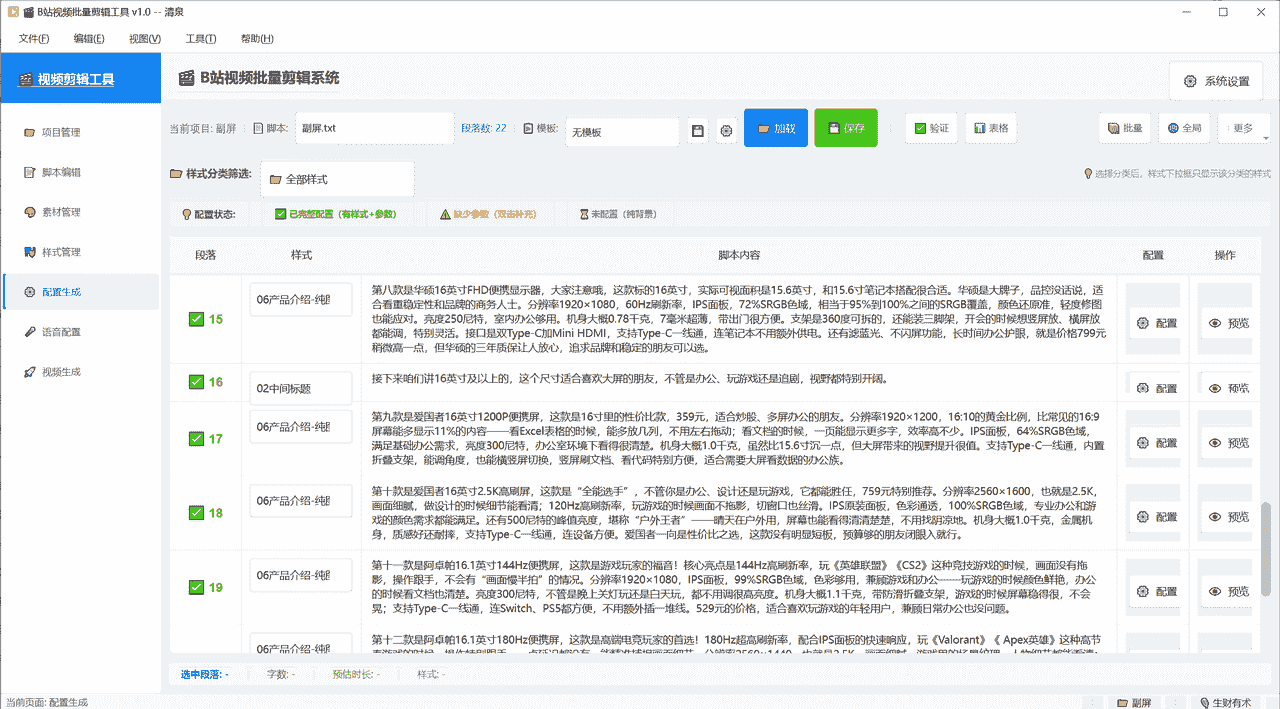 B站视频批量剪辑工具 v1.0 -- 清泉
文件(F) 编辑(E) 视图(V) 工具(T) 帮助(H)
视频剪辑工具
B站视频批量剪辑系统
系统设置
项目管理
脚本编辑
素材管理
样式管理
配置生成
语音配置
视频生成
当前项目: 副屏 脚本: 副屏.txt 段落数: 22 模板: 无模板 加载 保存 验证 表格 批量 全局 更多
样式分类筛选: 全部样式 选择分类后，样式下拉框只显示该分类的样式
配置状态: 已完整配置（有样式+参数） 缺少参数（双击补充） 未配置（纯背景）
段落 样式 脚本内容 配置 操作
15 06产品介绍-纯
第八款是华硕16英寸FHD便携显示器，大家注意哦，这款标的16英寸，实际可视面积是15.6英寸，和15.6寸笔记本搭配很合适。华硕是大牌子，品控没话说，适
合看重稳定性和品牌的商务人士。分辨率1920×1080，60Hz刷新率，IPS面板，72%SRGB色域，相当于95%到100%之间的SRGB覆盖，颜色还原准，轻度修图
也能应对。亮度250尼特，室内办公够用。机身大概0.78千克，7毫米超薄，带出门很方便。支架是360度可拆的，还能装三脚架，开会的时候想竖屏放、横屏放
都能调，特别灵活。接口是双Type-C加Mini HDMI，支持Type-C一线通，连笔记本不用额外供电。还有滤蓝光、不闪屏功能，长时间办公护眼，就是价格799元
稍微高一点，但华硕的三年质保让人放心，追求品牌和稳定的朋友可以选。
配置 预览
16 02中间标题
接下来咱们讲16英寸及以上的，这个尺寸适合喜欢大屏的朋友，不管是办公、玩游戏还是追剧，视野都特别开阔。
配置 预览
17 06产品介绍-纯
第九款是爱国者16英寸1200P便携屏，这款是16寸里的性价比款，359元，适合炒股、多屏办公的朋友。分辨率1920×1200，16:10的黄金比例，比常见的16:9
屏幕能多显示11%的内容——看Excel表格的时候，能多放几列，不用左右拖动；看文档的时候，一页能显示更多字，效率高不少。IPS面板，64%SRGB色域，
满足基础办公需求，亮度300尼特，办公室环境下看得很清楚。机身大概1.0千克，虽然比15.6寸沉一点，但大屏带来的视野提升很值。支持Type-C一线通，内置
折叠支架，能调角度，也能横竖屏切换，竖屏刷文档、看代码特别方便，适合需要大屏看数据的办公族。
配置 预览
18 06产品介绍-纯
第十款是爱国者16英寸2.5K高刷屏，这款是“全能选手”，不管你是办公、设计还是玩游戏，它都能胜任，759元特别推荐。分辨率2560×1600，也就是2.5K，
画面细腻，做设计的时候细节能看清；120Hz高刷新率，玩游戏的时候画面不拖影，切窗口也丝滑。IPS原装面板，色彩通透，100%SRGB色域，专业办公和游
戏的颜色需求都能满足。还有500尼特的峰值亮度，堪称“户外王者”——晴天在户外用，屏幕也能看得清清楚楚，不用找阴凉地。机身大概1.0千克，金属机
身，质感好还耐摔，支持Type-C一线通，连设备方便。爱国者一向是性价比之选，这款没有明显短板，预算够的朋友闭眼入就行。
配置 预览
19 06产品介绍-纯
第十一款是阿卓帕16.1英寸144Hz便携屏，这款是游戏玩家的福音！核心亮点是144Hz高刷新率，玩《英雄联盟》《CS2》这种竞技游戏的时候，画面没有拖
影，操作跟手，不会有“画面慢半拍”的情况。分辨率1920×1080，IPS面板，99%SRGB色域，色彩够用，兼顾游戏和办公——玩游戏的时候颜色鲜艳，办公
的时候看文档也清楚。亮度300尼特，不管是晚上关灯玩还是白天玩，都不用调很高亮度。机身大概1.1千克，带防滑折叠支架，游戏的时候屏幕稳得很，不会
晃；支持Type-C一线通，连Switch、PS5都方便，不用额外插一堆线。529元的价格，适合喜欢玩游戏的年轻用户，兼顾日常办公也没问题。
配置 预览
06产品介绍-纯
第十二款是阿卓帕16.1英寸180Hz便携屏，这款是高端电竞玩家的首选！180Hz超高刷新率，配合IPS面板的快速响应，玩《Valorant》《 Apex英雄》这种高节
选中段落: - 字数: - 预估时长: - 样式: -
当前页面: 配置生成 副屏 生财有术